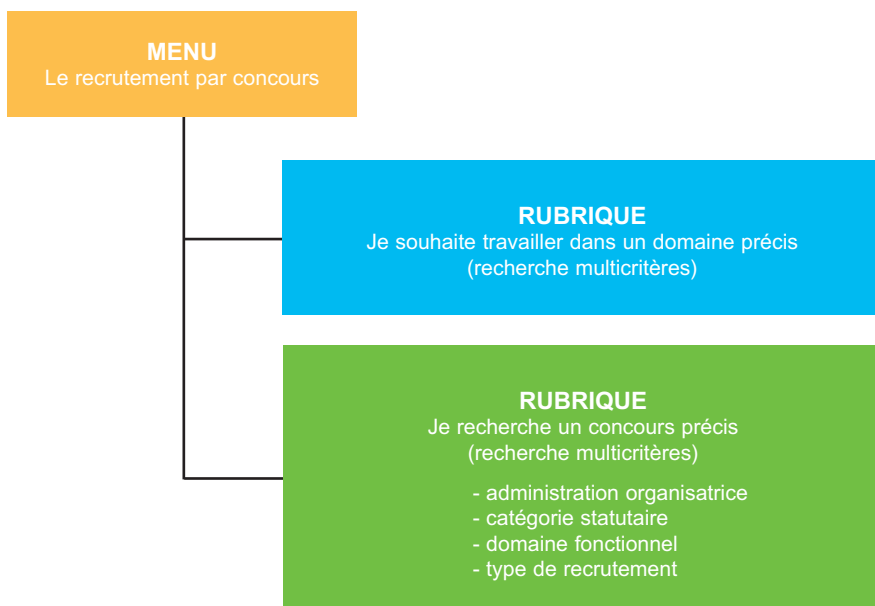 MENU
Le recrutement par concours
RUBRIQUE
Je souhaite travailler dans un domaine précis
(recherche multicritères)
RUBRIQUE
Je recherche un concours précis
(recherche multicritères)
- administration organisatrice
- catégorie statutaire
- domaine fonctionnel
- type de recrutement